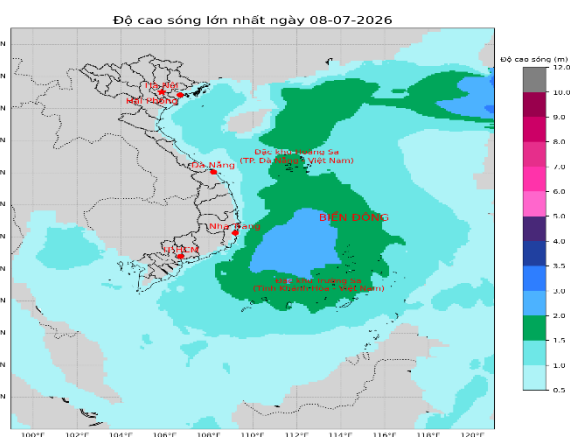 Độ cao sóng lớn nhất ngày 08-07-2026
Độ cao sóng (m)
12.0
10.0
9.0
8.0
7.0
6.0
5.0
4.0
3.5
3.0
2.0
1.5
1.0
0.5
Hà Nội
Hải Phòng
Đặc khu Hoàng Sa
(TP. Đà Nẵng - Việt Nam)
Đà Nẵng
BIỂN ĐÔNG
Nha Trang
TP.HCM
Đặc khu Trường Sa
(Tỉnh Khánh Hòa - Việt Nam)
100°E 102°E 104°E 106°E 108°E 110°E 112°E 114°E 116°E 118°E 120°E